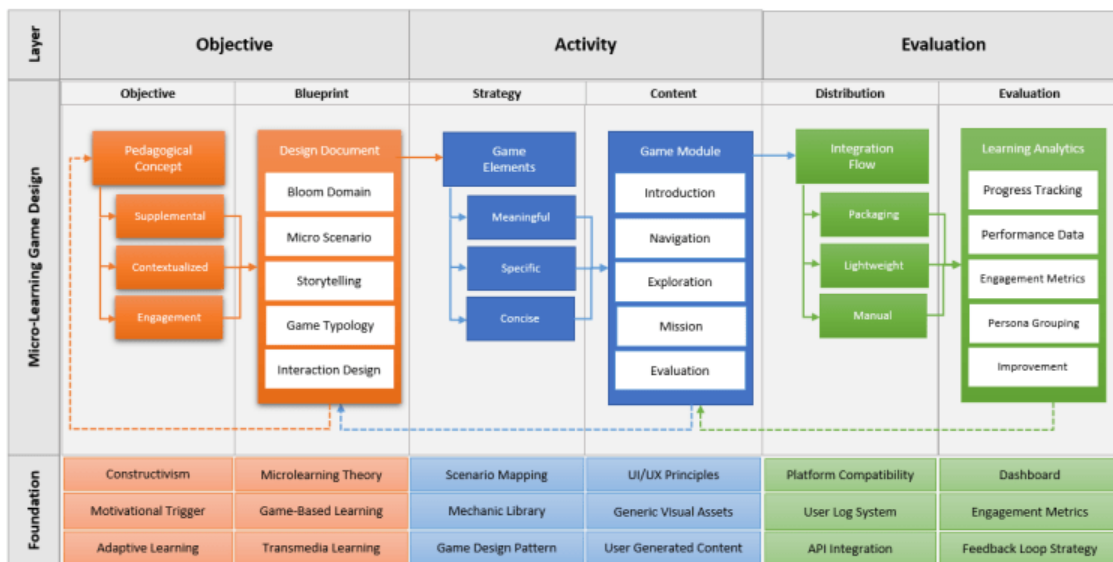 Layer
Objective
Activity
Evaluation
Micro-Learning Game Design
Objective
Blueprint
Strategy
Content
Distribution
Evaluation
Pedagogical
Concept
Supplemental
Contextualized
Engagement
Design Document
Bloom Domain
Micro Scenario
Storytelling
Game Typology
Interaction Design
Game
Elements
Meaningful
Specific
Concise
Game Module
Introduction
Navigation
Exploration
Mission
Evaluation
Integration
Flow
Packaging
Lightweight
Manual
Learning Analytics
Progress Tracking
Performance Data
Engagement Metrics
Persona Grouping
Improvement
Foundation
Constructivism
Microlearning Theory
Scenario Mapping
UI/UX Principles
Platform Compatibility
Dashboard
Motivational Trigger
Game-Based Learning
Mechanic Library
Generic Visual Assets
User Log System
Engagement Metrics
Adaptive Learning
Transmedia Learning
Game Design Pattern
User Generated Content
API Integration
Feedback Loop Strategy